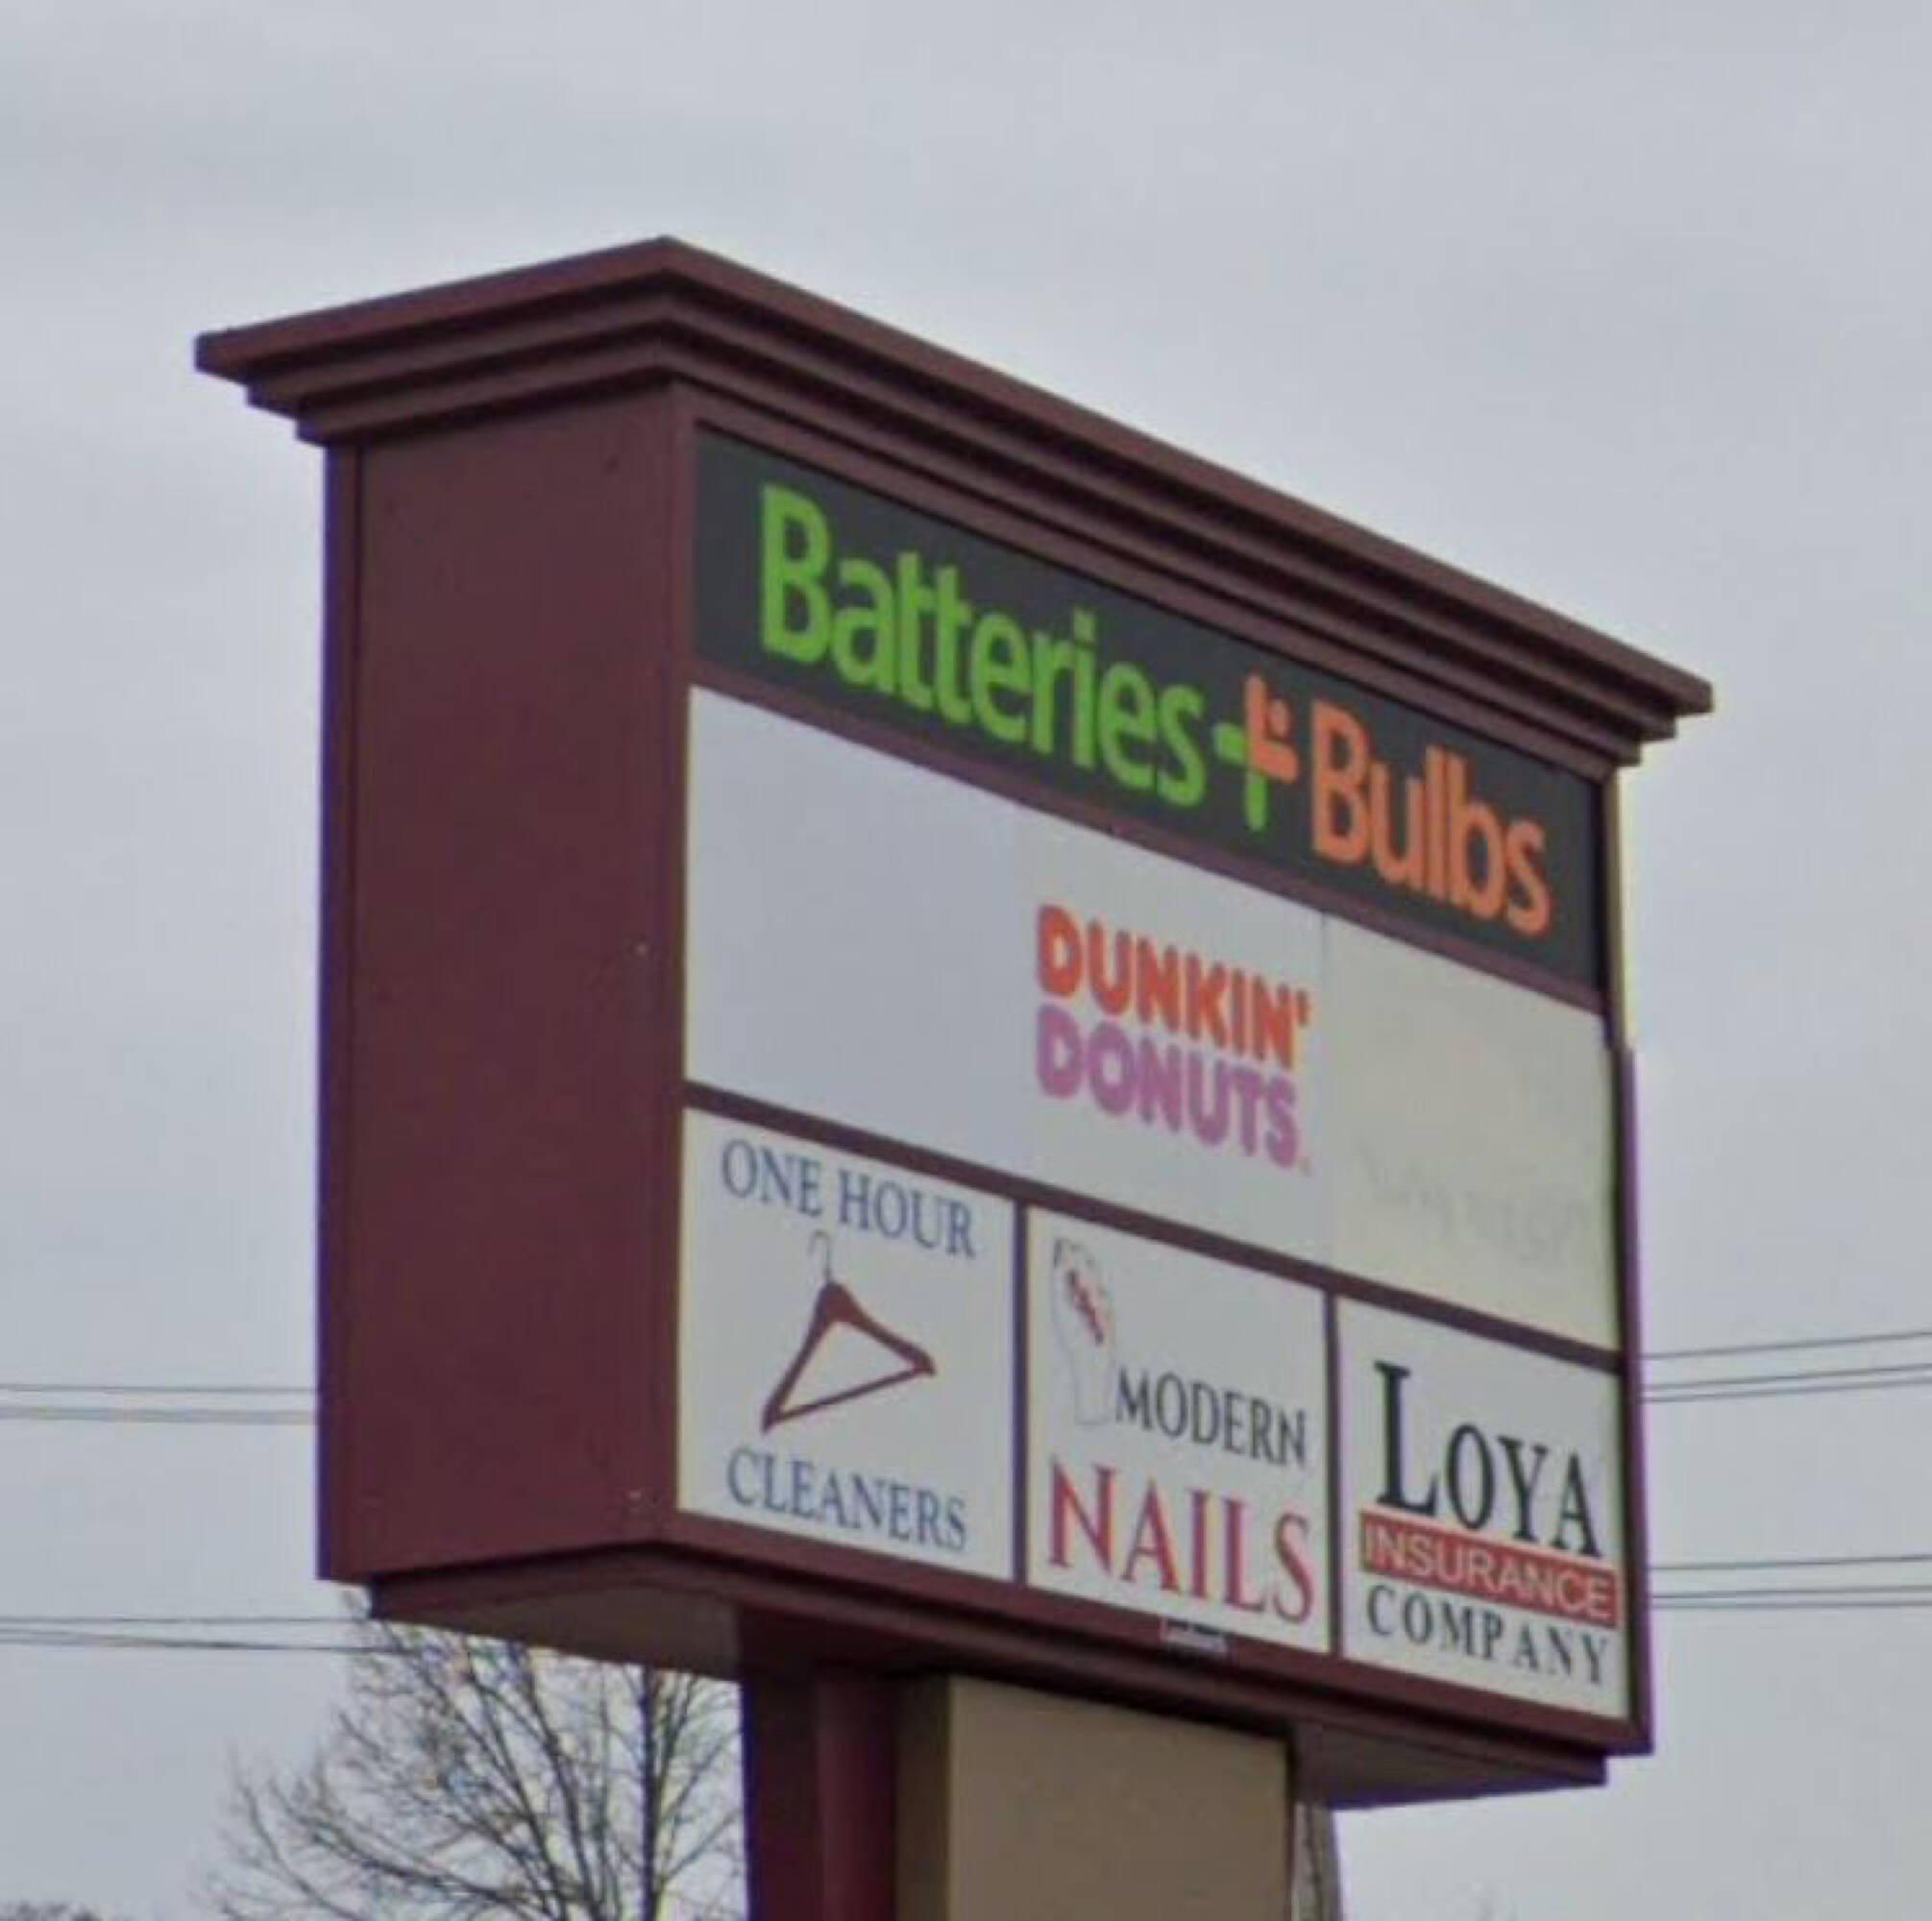 Batteries + Bulbs
DUNKIN'
DONUTS
ONE HOUR
CLEANERS
MODERN
NAILS
LOYA
INSURANCE
COMPANY